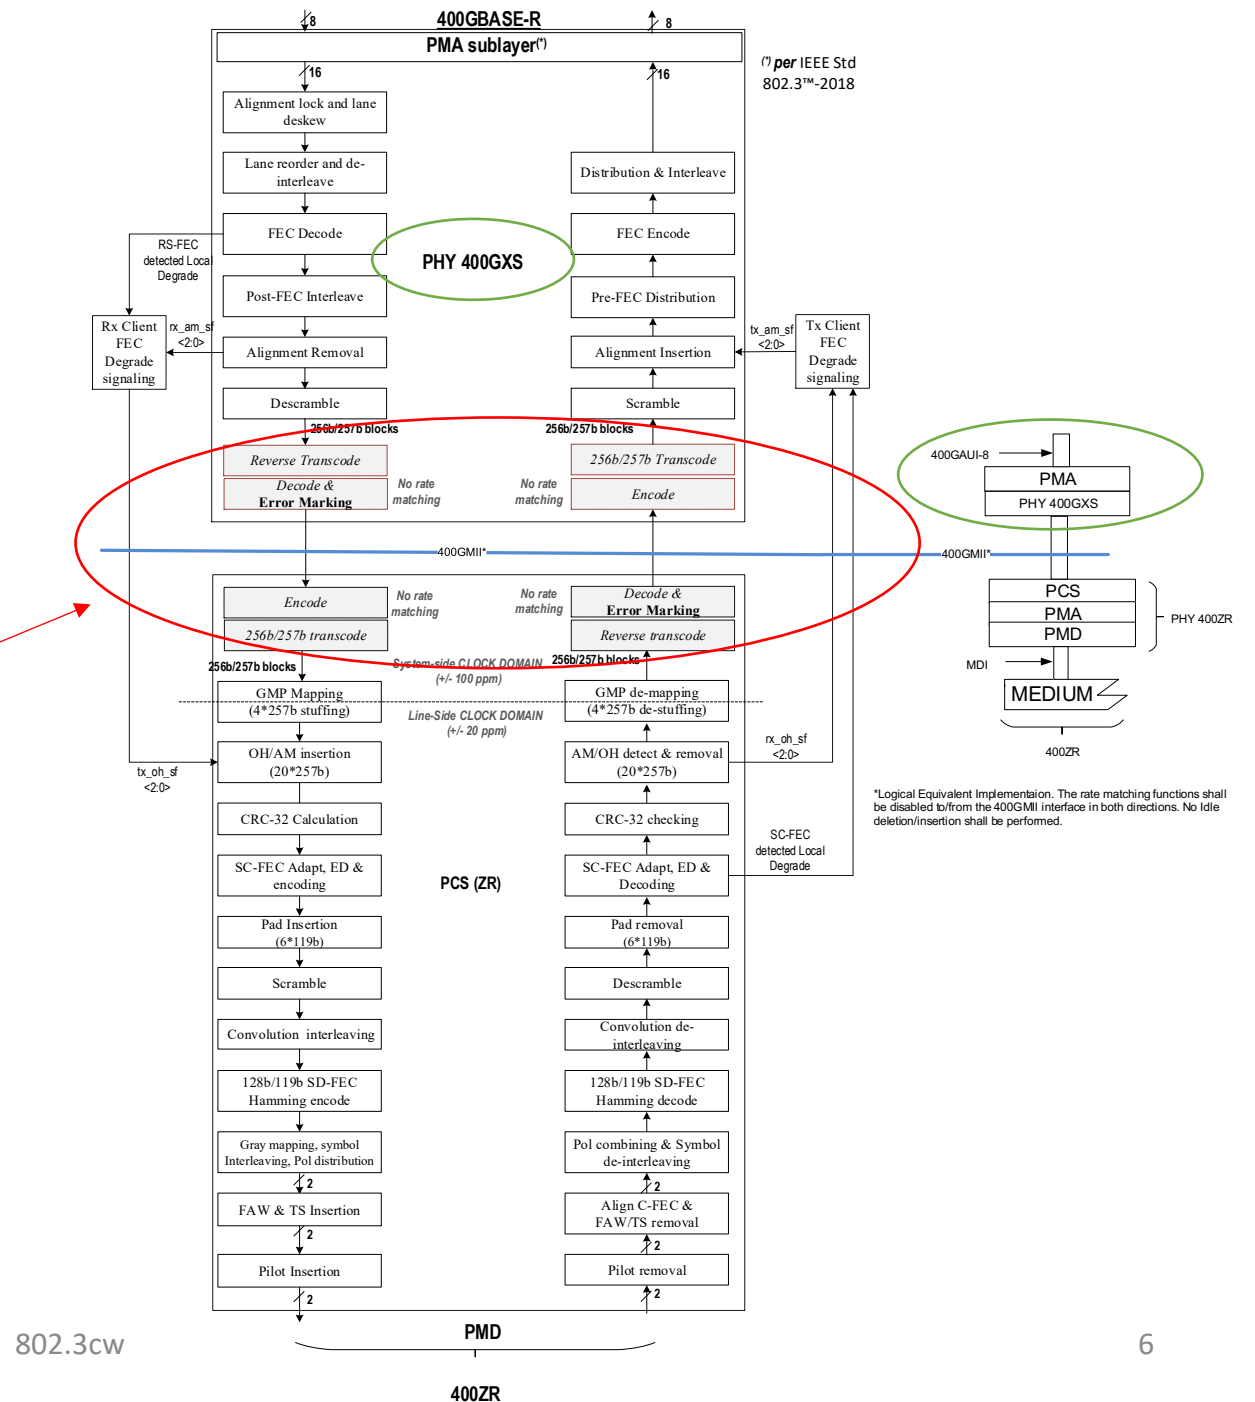 400GBASE-R
8
8
PMA sublayer(*)
(*) per IEEE Std
802.3™-2018
16
16
Alignment lock and lane
deskew
Lane reorder and de-
interleave
Distribution & Interleave
FEC Decode
FEC Encode
RS-FEC
detected Local
Degrade
PHY 400GXS
Post-FEC Interleave
Pre-FEC Distribution
Rx Client
FEC
Degrade
signaling
rx_am_sf
<2:0>
Alignment Removal
Alignment Insertion
tx_am_sf
<2:0>
Tx Client
FEC
Degrade
signaling
Descramble
Scramble
256b/257b blocks
256b/257b blocks
Reverse Transcode
256b/257b Transcode
Decode &
Error Marking
No rate
matching
No rate
matching
Encode
400GAUI-8
PMA
PHY 400GXS
400GMII*
400GMII*
Encode
No rate
matching
No rate
matching
Decode &
Error Marking
256b/257b transcode
Reverse transcode
PCS
PMA
PMD
PHY 400ZR
MDI
MEDIUM
400ZR
256b/257b blocks
System-side CLOCK DOMAIN
(+/- 100 ppm)
256b/257b blocks
GMP Mapping
(4*257b stuffing)
GMP de-mapping
(4*257b de-stuffing)
Line-Side CLOCK DOMAIN
(+/- 20 ppm)
tx_oh_sf
<2:0>
OH/AM insertion
(20*257b)
AM/OH detect & removal
(20*257b)
rx_oh_sf
<2:0>
*Logical Equivalent Implementaion. The rate matching functions shall
be disabled to/from the 400GMII interface in both directions. No Idle
deletion/insertion shall be performed.
CRC-32 Calculation
CRC-32 checking
SC-FEC
detected Local
Degrade
SC-FEC Adapt, ED &
encoding
PCS (ZR)
SC-FEC Adapt, ED &
Decoding
Pad Insertion
(6*119b)
Pad removal
(6*119b)
Scramble
Descramble
Convolution interleaving
Convolution de-
interleaving
128b/119b SD-FEC
Hamming encode
128b/119b SD-FEC
Hamming decode
Gray mapping, symbol
Interleaving, Pol distribution
Pol combining & Symbol
de-interleaving
2
2
FAW & TS Insertion
Align C-FEC &
FAW/TS removal
2
2
Pilot Insertion
Pilot removal
2
2
PMD
400ZR
802.3cw
6